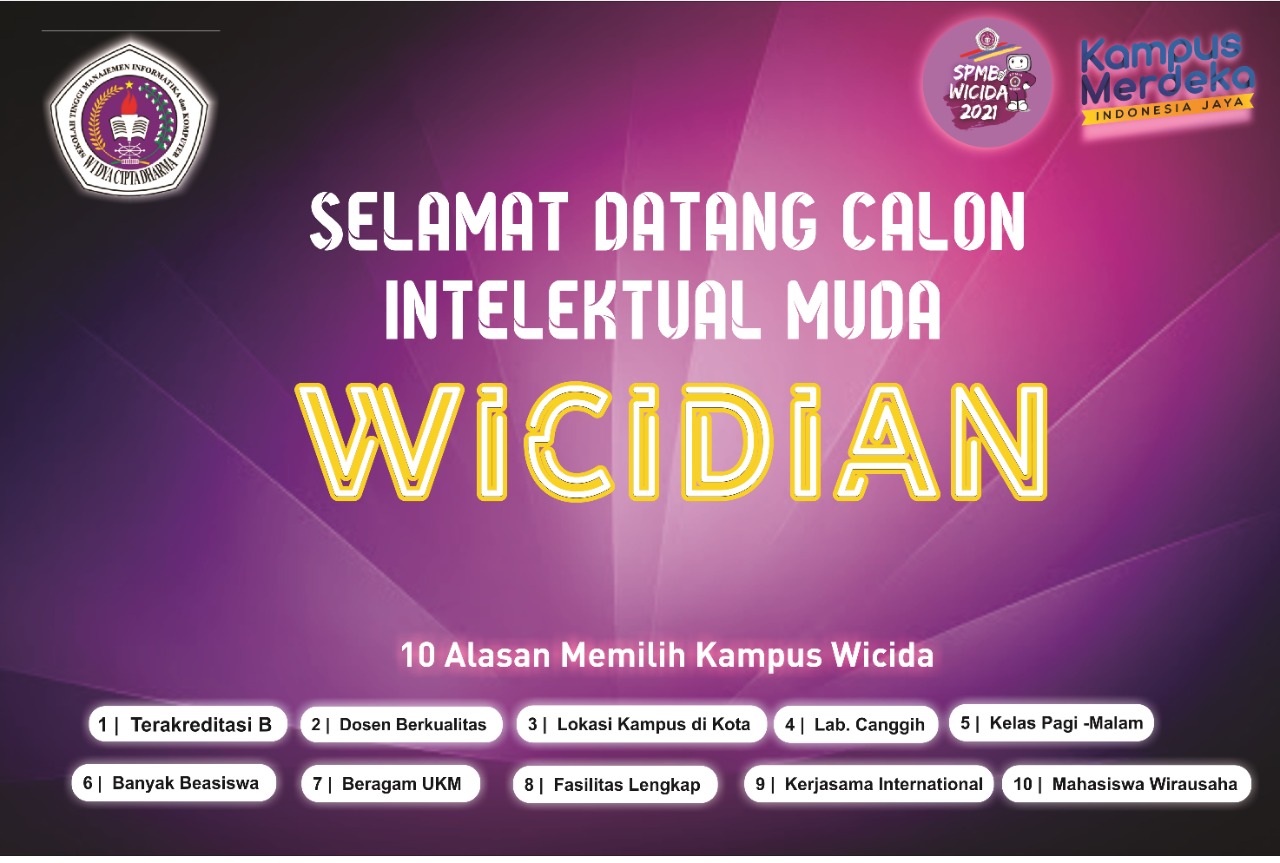 SEKOLAH TINGGI MANAJEMEN INFORMATIKA dan KOMPUTER
WIDYA CIPTA DHARMA
SPMB
WICIDA
2021
Kampus
Merdeka
INDONESIA JAYA
SELAMAT DATANG CALON
INTELEKTUAL MUDA
WiCiDiAN
10 Alasan Memilih Kampus Wicida
1 | Terakreditasi B
2 | Dosen Berkualitas
3 | Lokasi Kampus di Kota
4 | Lab. Canggih
5 | Kelas Pagi -Malam
6 | Banyak Beasiswa
7 | Beragam UKM
8 | Fasilitas Lengkap
9 | Kerjasama International
10 | Mahasiswa Wirausaha